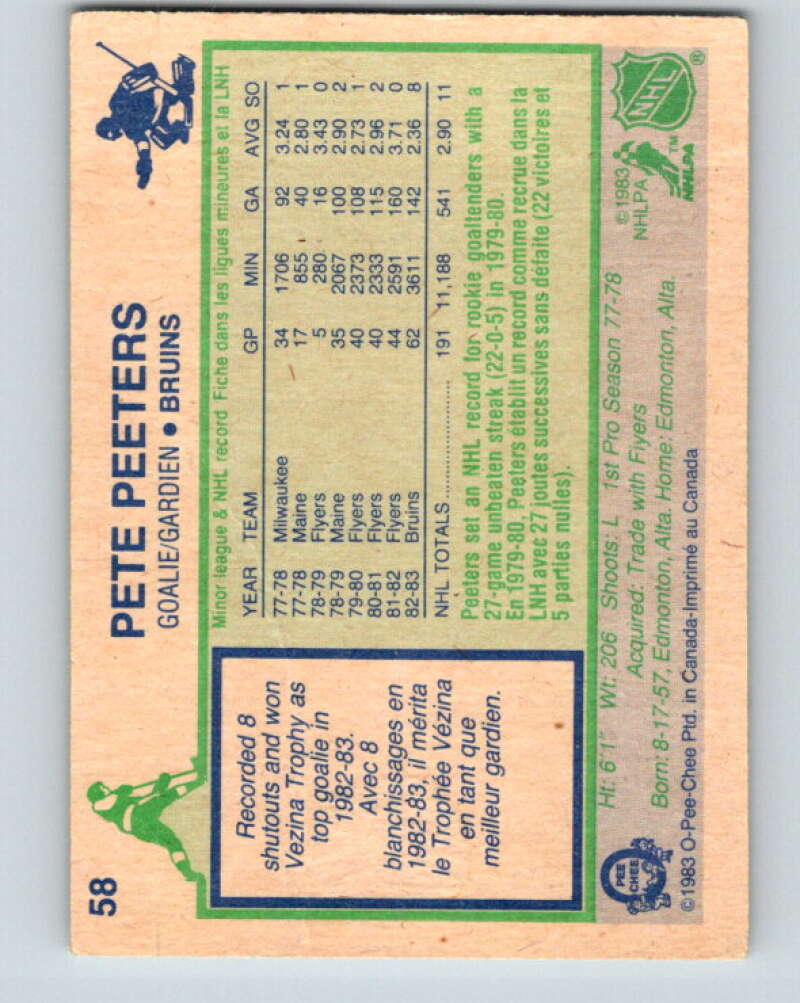 58
PETE PEETERS
GOALIE/GARDIEN • BRUINS
Recorded 8
shutouts and won
Vezina Trophy as
top goalie in
1982-83.
Avec 8
blanchissages en
1982-83, il mérita
le Trophée Vézina
en tant que
meilleur gardien.
Minor league & NHL record Fiche dans les ligues mineures et la LNH
YEAR TEAM GP MIN GA AVG SO
77-78 Milwaukee 34 1706 92 3.24 1
77-78 Maine 17 855 40 2.80 1
78-79 Flyers 5 280 16 3.43 0
78-79 Maine 35 2067 100 2.90 2
79-80 Flyers 40 2373 108 2.73 1
80-81 Flyers 40 2333 115 2.96 2
81-82 Flyers 44 2591 160 3.71 0
82-83 Bruins 62 3611 142 2.36 8
NHL TOTALS 191 11,188 541 2.90 11
Peeters set an NHL record for rookie goaltenders with a
27-game unbeaten streak (22-0-5) in 1979-80.
En 1979-80, Peeters établit un record comme recrue dans la
LNH avec 27 joutes successives sans défaite (22 victoires et
5 parties nulles).
Ht: 6'1" Wt: 206 Shoots: L 1st Pro Season 77-78
Acquired: Trade with Flyers
Born: 8-17-57, Edmonton, Alta. Home: Edmonton, Alta.
©1983 O-Pee-Chee Ptd. in Canada-Imprimé au Canada
O PEE CHEE
©1983
NHLPA
NHLPA
TM
NHL
®